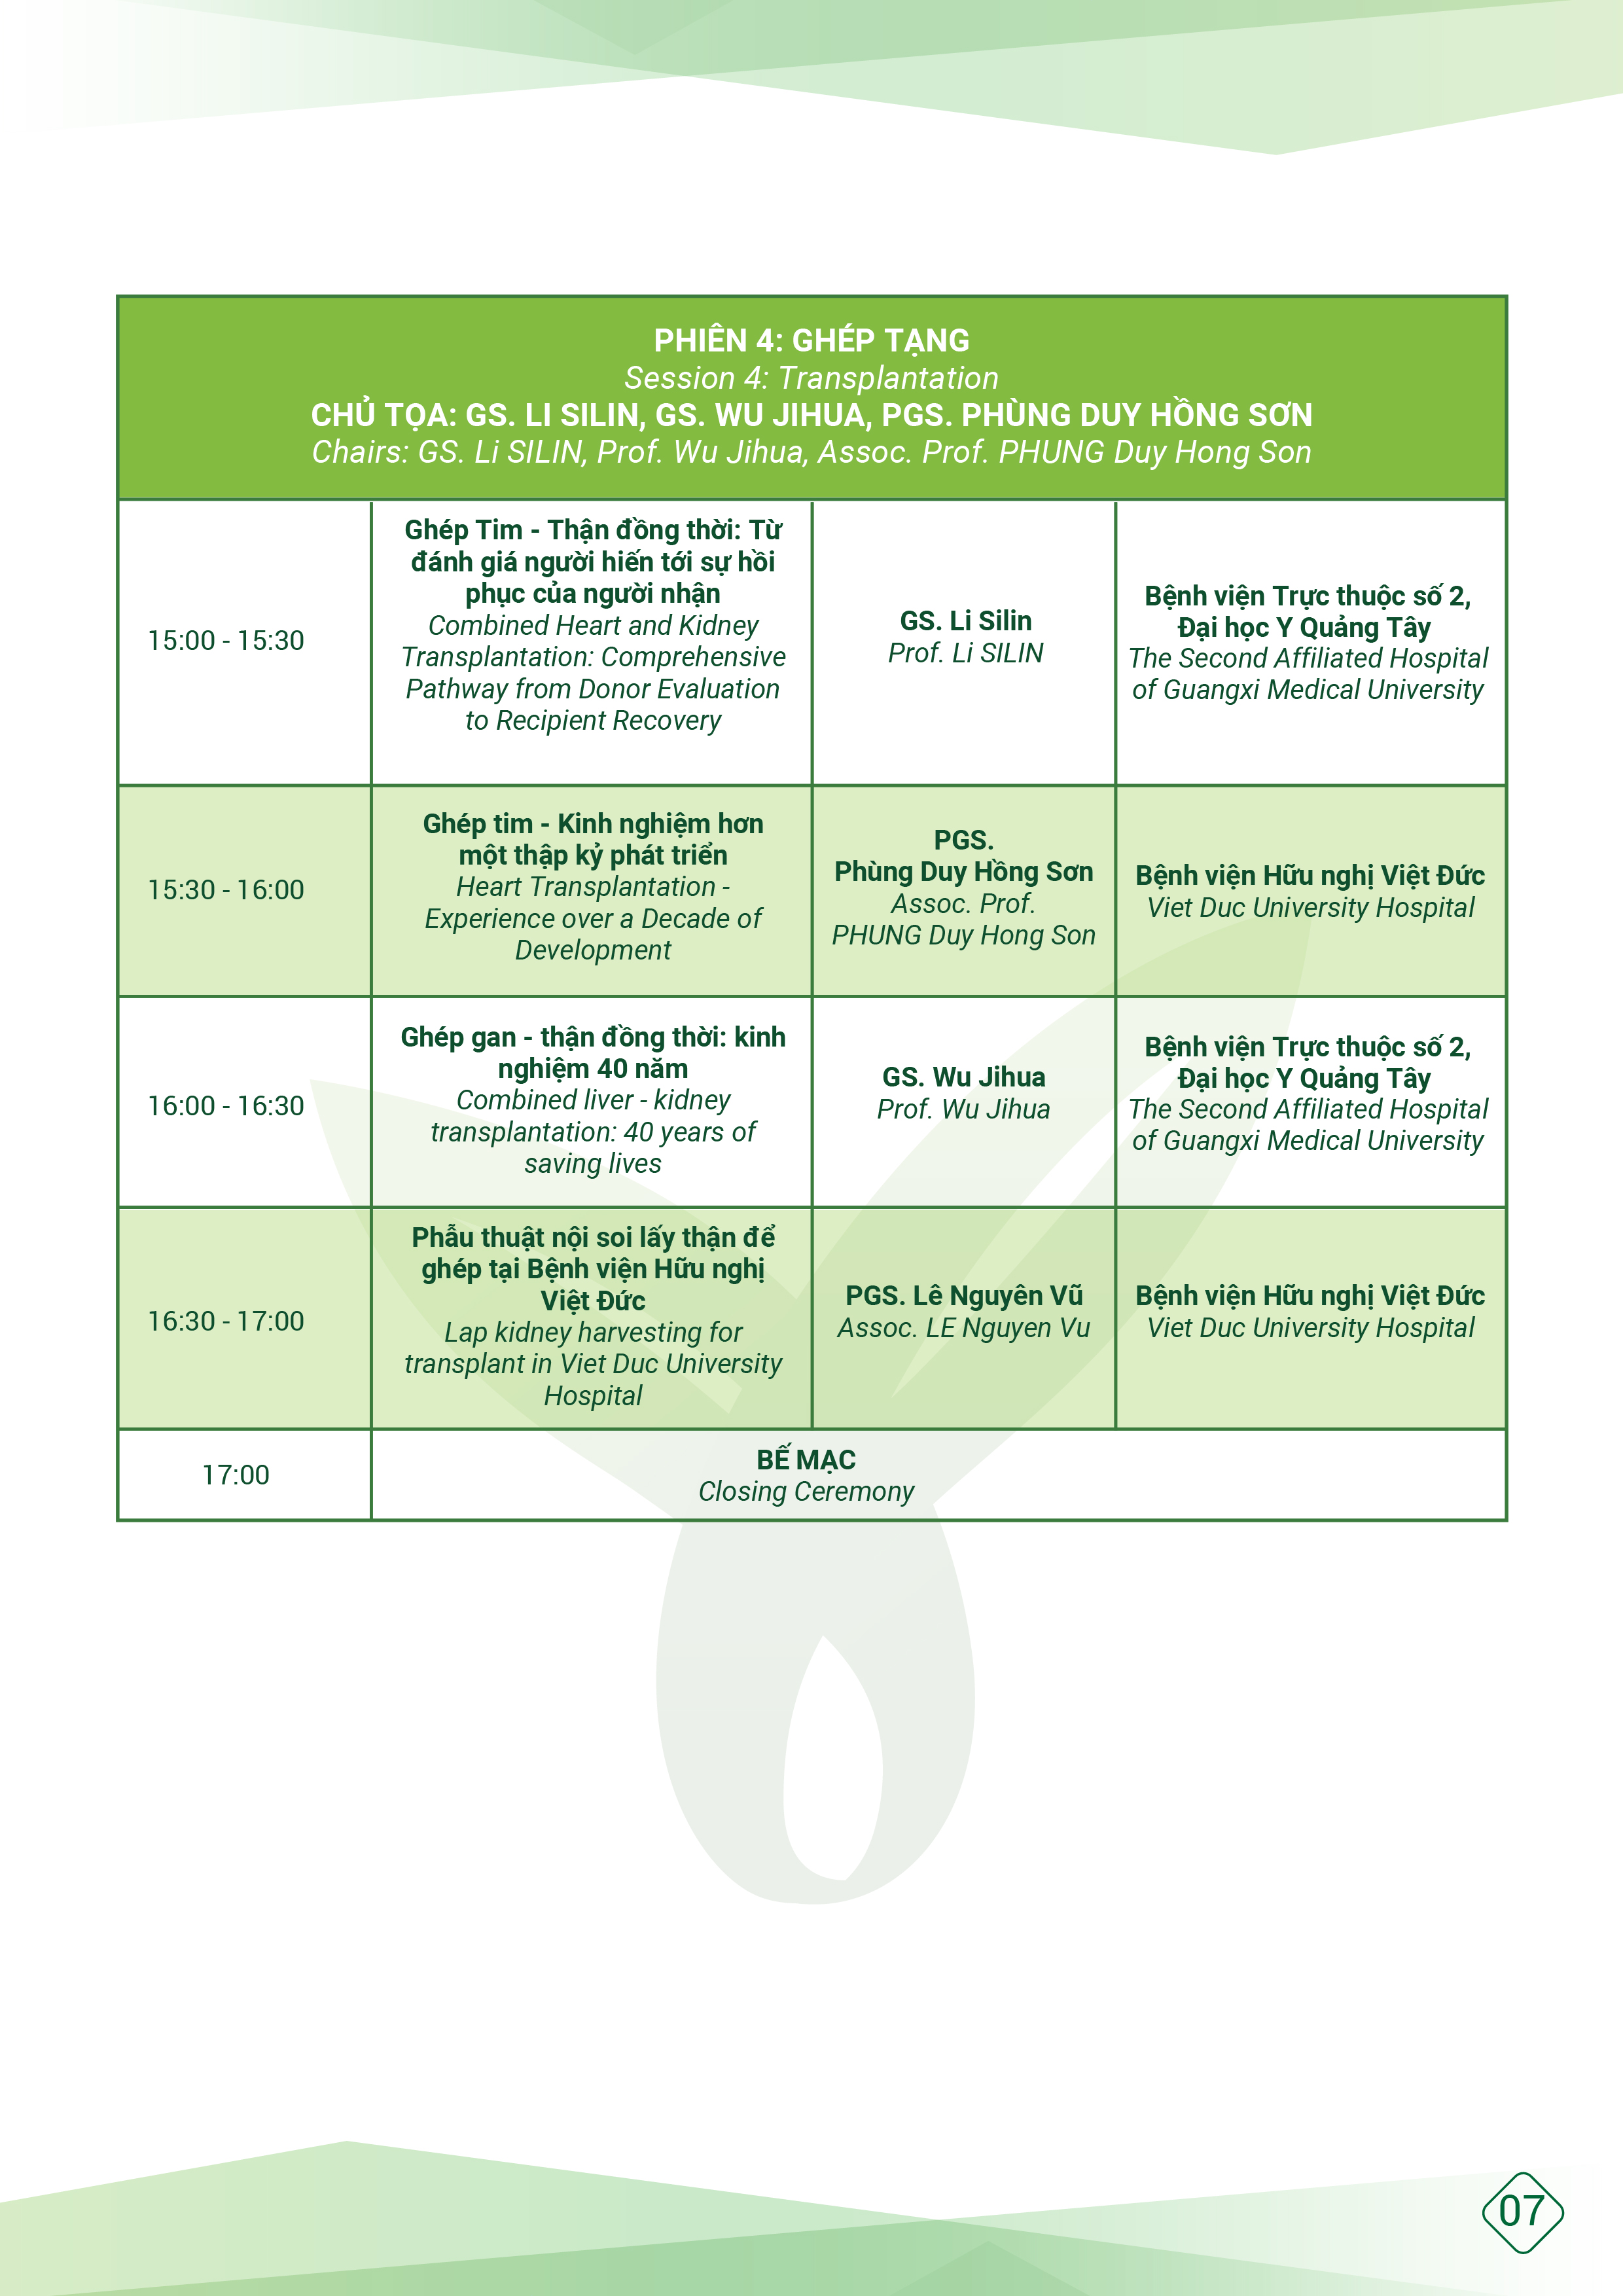 PHIÊN 4: GHÉP TẠNG
Session 4: Transplantation
CHỦ TỌA: GS. LI SILIN, GS. WU JIHUA, PGS. PHÙNG DUY HỒNG SƠN
Chairs: GS. Li SILIN, Prof. Wu Jihua, Assoc. Prof. PHUNG Duy Hong Son
15:00 - 15:30
Ghép Tim - Thận đồng thời: Từ
đánh giá người hiến tới sự hồi
phục của người nhận
Combined Heart and Kidney
Transplantation: Comprehensive
Pathway from Donor Evaluation
to Recipient Recovery
GS. Li Silin
Prof. Li SILIN
Bệnh viện Trực thuộc số 2,
Đại học Y Quảng Tây
The Second Affiliated Hospital
of Guangxi Medical University
15:30 - 16:00
Ghép tim - Kinh nghiệm hơn
một thập kỷ phát triển
Heart Transplantation -
Experience over a Decade of
Development
PGS.
Phùng Duy Hồng Sơn
Assoc. Prof.
PHUNG Duy Hong Son
Bệnh viện Hữu nghị Việt Đức
Viet Duc University Hospital
16:00 - 16:30
Ghép gan - thận đồng thời: kinh
nghiệm 40 năm
Combined liver - kidney
transplantation: 40 years of
saving lives
GS. Wu Jihua
Prof. Wu Jihua
Bệnh viện Trực thuộc số 2,
Đại học Y Quảng Tây
The Second Affiliated Hospital
of Guangxi Medical University
16:30 - 17:00
Phẫu thuật nội soi lấy thận để
ghép tại Bệnh viện Hữu nghị
Việt Đức
Lap kidney harvesting for
transplant in Viet Duc University
Hospital
PGS. Lê Nguyên Vũ
Assoc. LE Nguyen Vu
Bệnh viện Hữu nghị Việt Đức
Viet Duc University Hospital
17:00
BẾ MẠC
Closing Ceremony
07